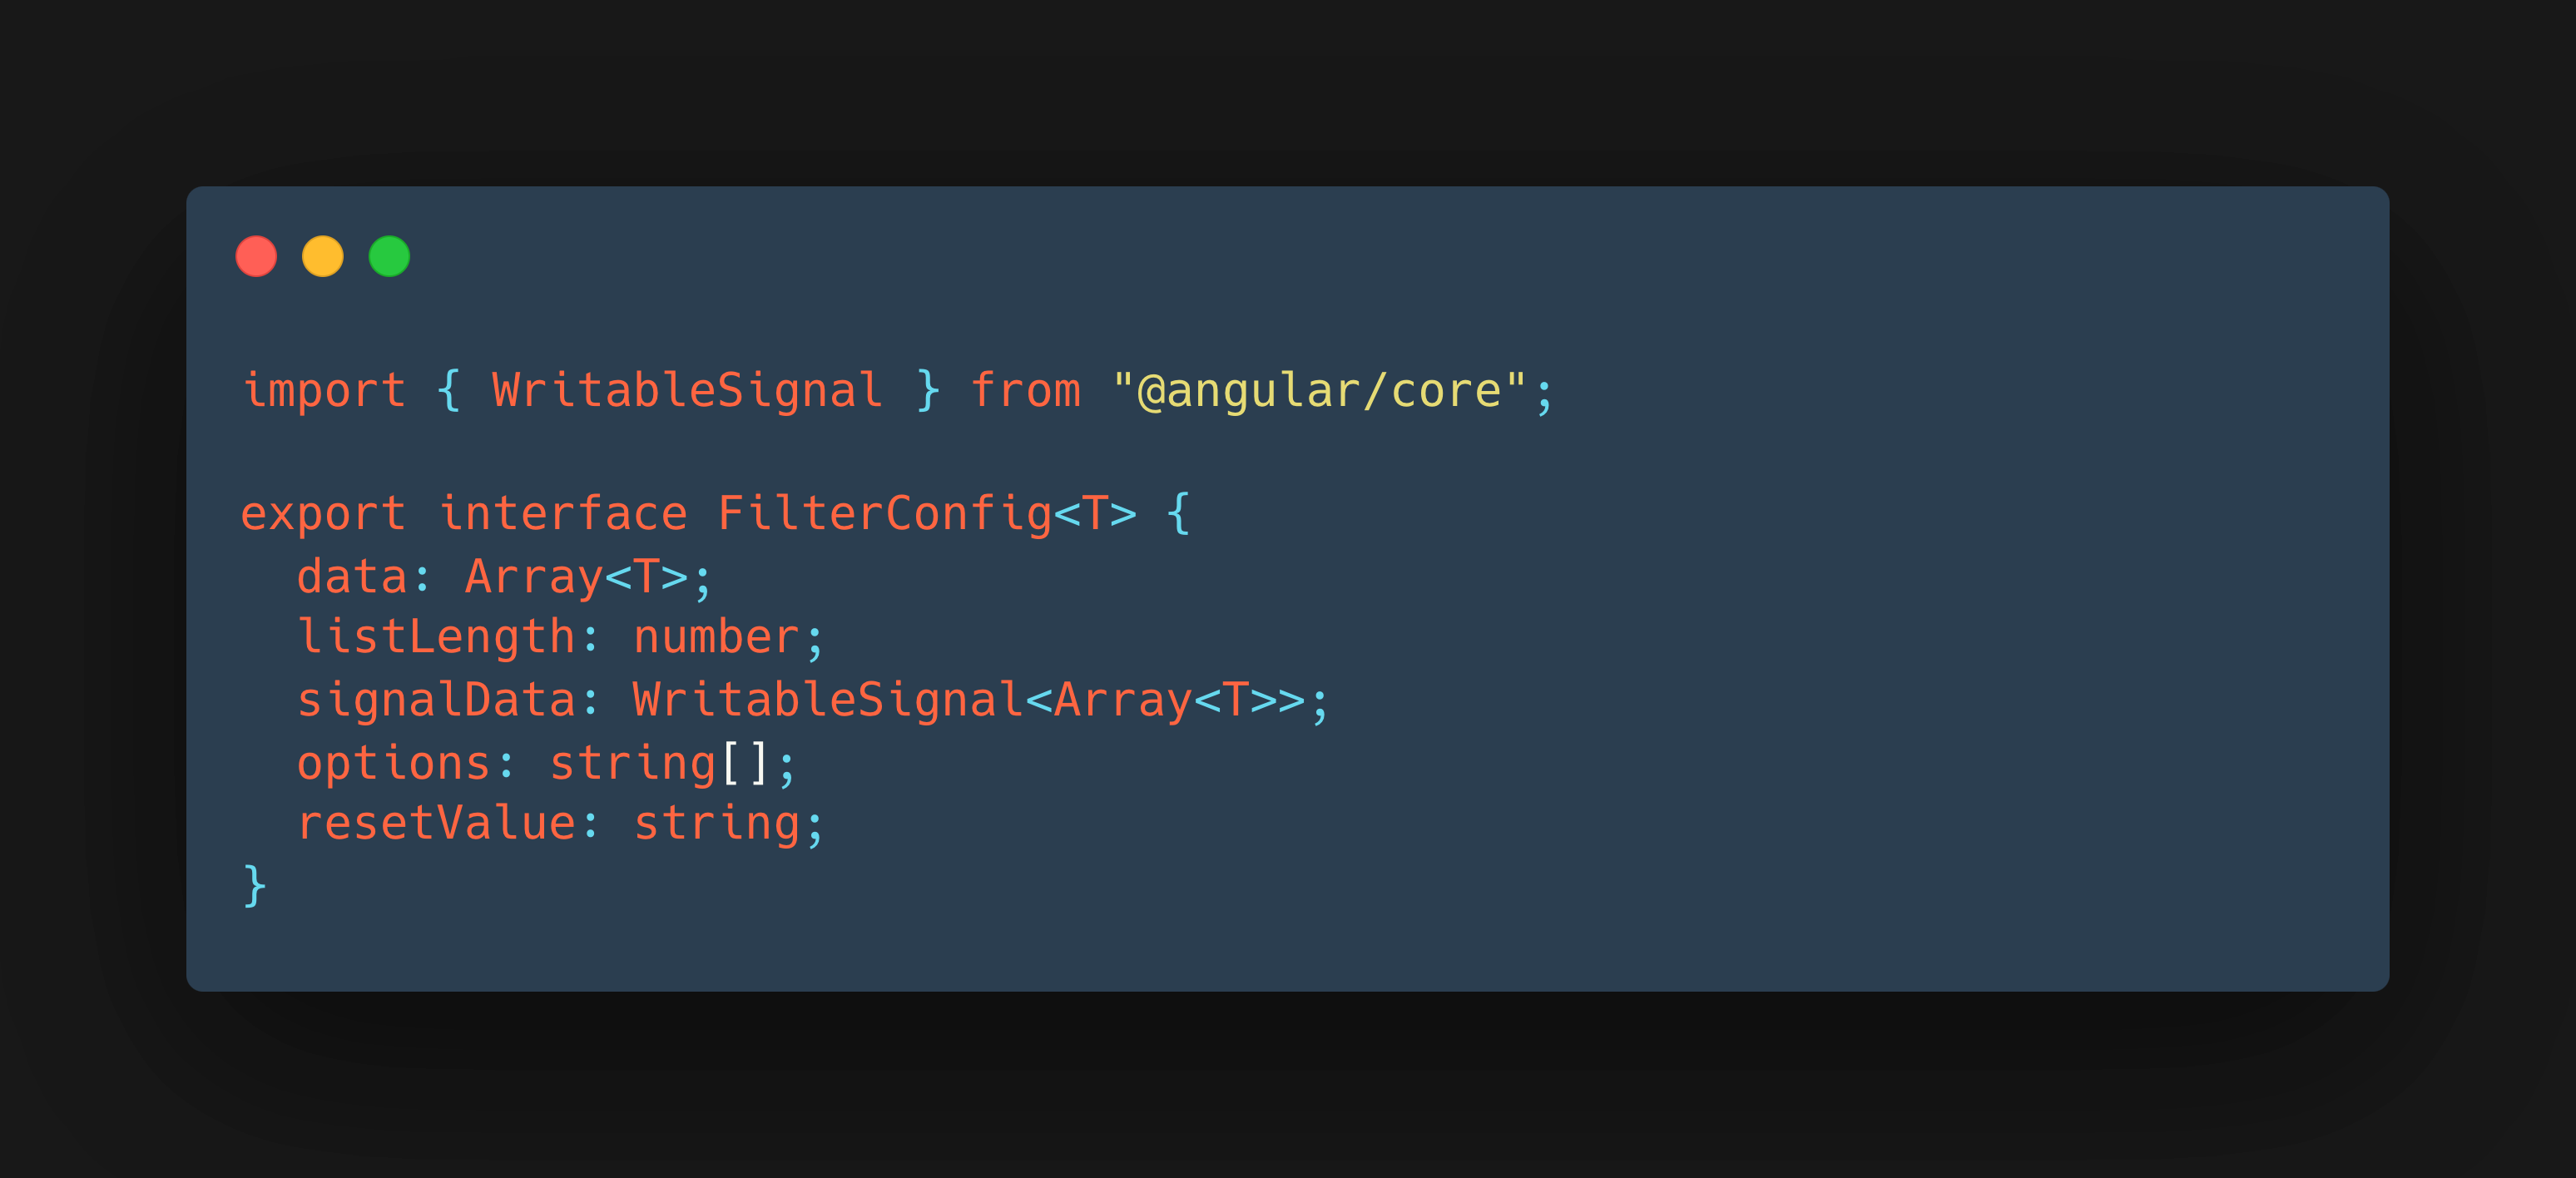 import { WritableSignal } from "@angular/core";

export interface FilterConfig<T> {
  data: Array<T>;
  listLength: number;
  signalData: WritableSignal<Array<T>>;
  options: string[];
  resetValue: string;
}